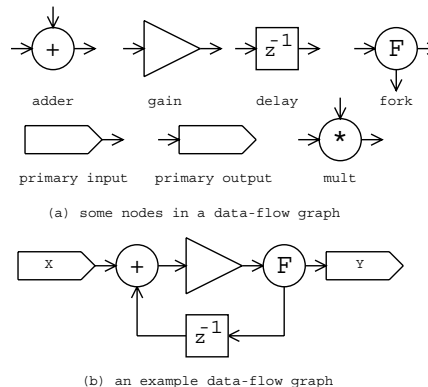 +
z-1
F
adder
gain
delay
fork
*
primary input
primary output
mult
(a) some nodes in a data-flow graph
X
+
F
Y
z-1
(b) an example data-flow graph